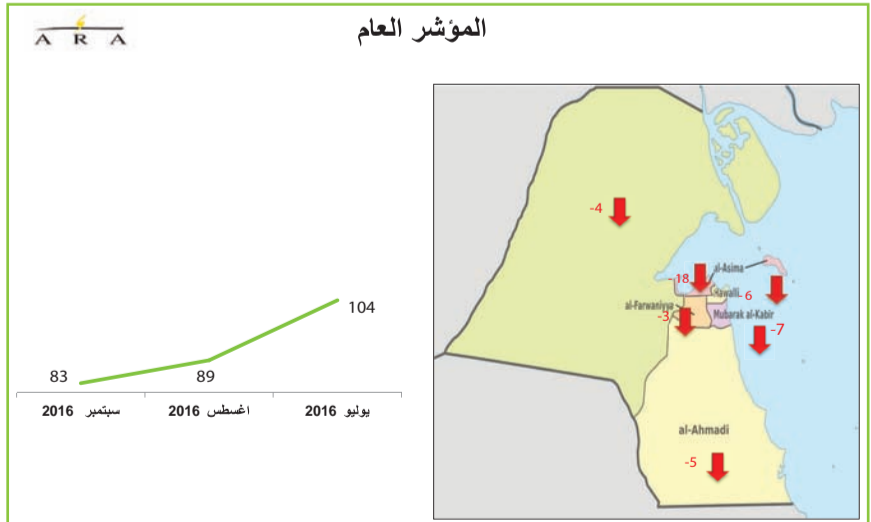 ARA
المؤشر العام
104
89
83
يوليو 2016
اغسطس 2016
سبتمبر 2016
-4
al-Asima
-18
Hawalli
-6
al-Farwaniyya
-3
Mubarak al-Kabir
-7
al-Ahmadi
-5